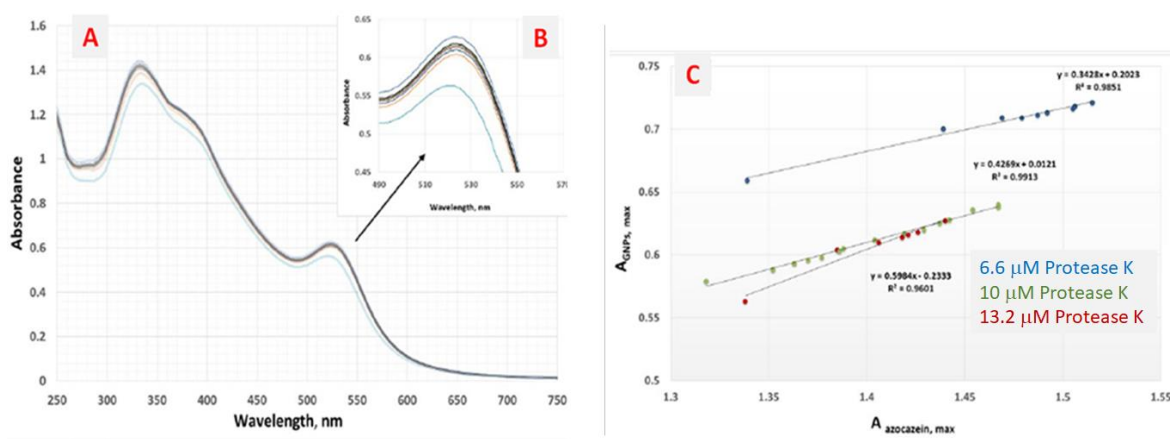 A
B
C
1.6
1.4
1.2
1
0.8
0.6
0.4
0.2
0
Absorbance
250 300 350 400 450 500 550 600 650 700 750
Wavelength, nm
0.65
0.6
0.55
0.5
0.45
Absorbance
490 510 530 550 570
Wavelength, nm
0.75
0.7
0.65
0.6
0.55
0.5
A GNPs, max
y = 0.3428x + 0.2023
R² = 0.9851
y = 0.4269x + 0.0121
R² = 0.9913
y = 0.5984x - 0.2333
R² = 0.9601
6.6 μM Protease K
10 μM Protease K
13.2 μM Protease K
1.3 1.35 1.4 1.45 1.5 1.55
A azocazein, max